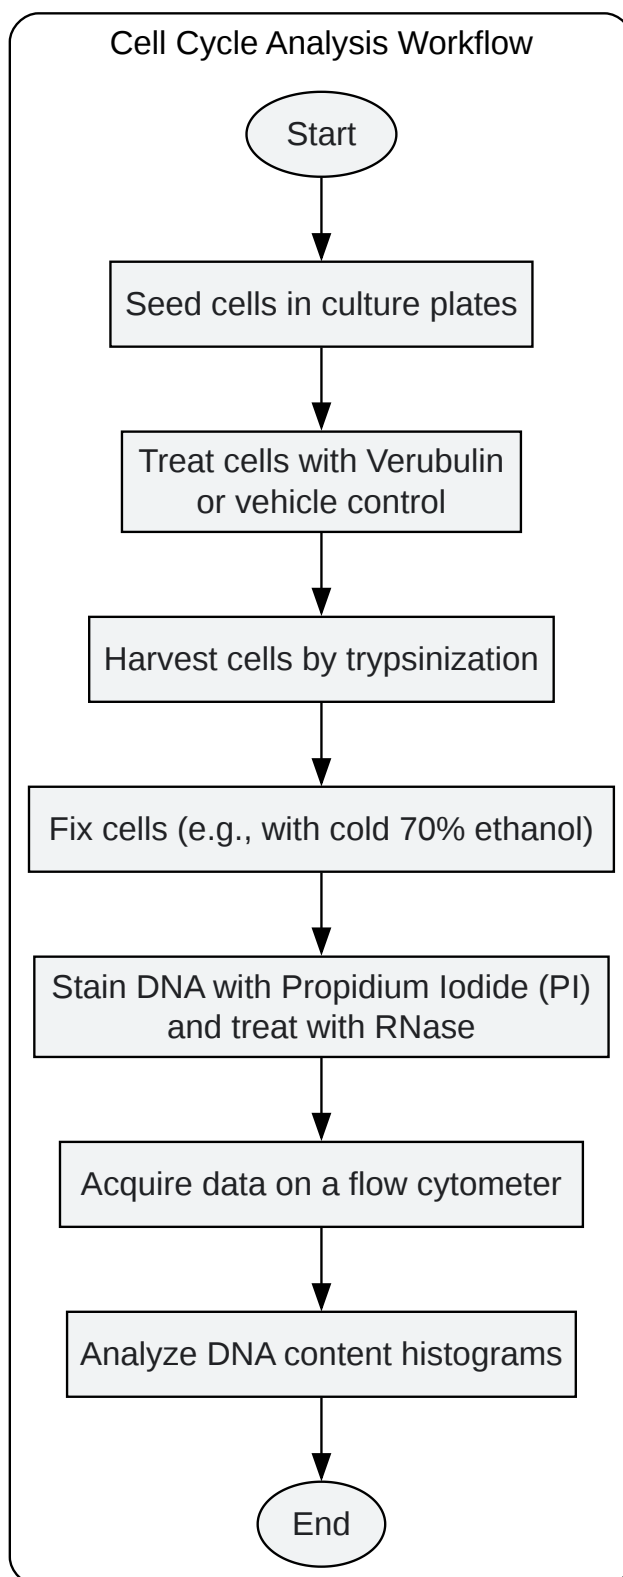 Cell Cycle Analysis Workflow
Start
Seed cells in culture plates
Treat cells with Verubulin
or vehicle control
Harvest cells by trypsinization
Fix cells (e.g., with cold 70% ethanol)
Stain DNA with Propidium Iodide (PI)
and treat with RNase
Acquire data on a flow cytometer
Analyze DNA content histograms
End